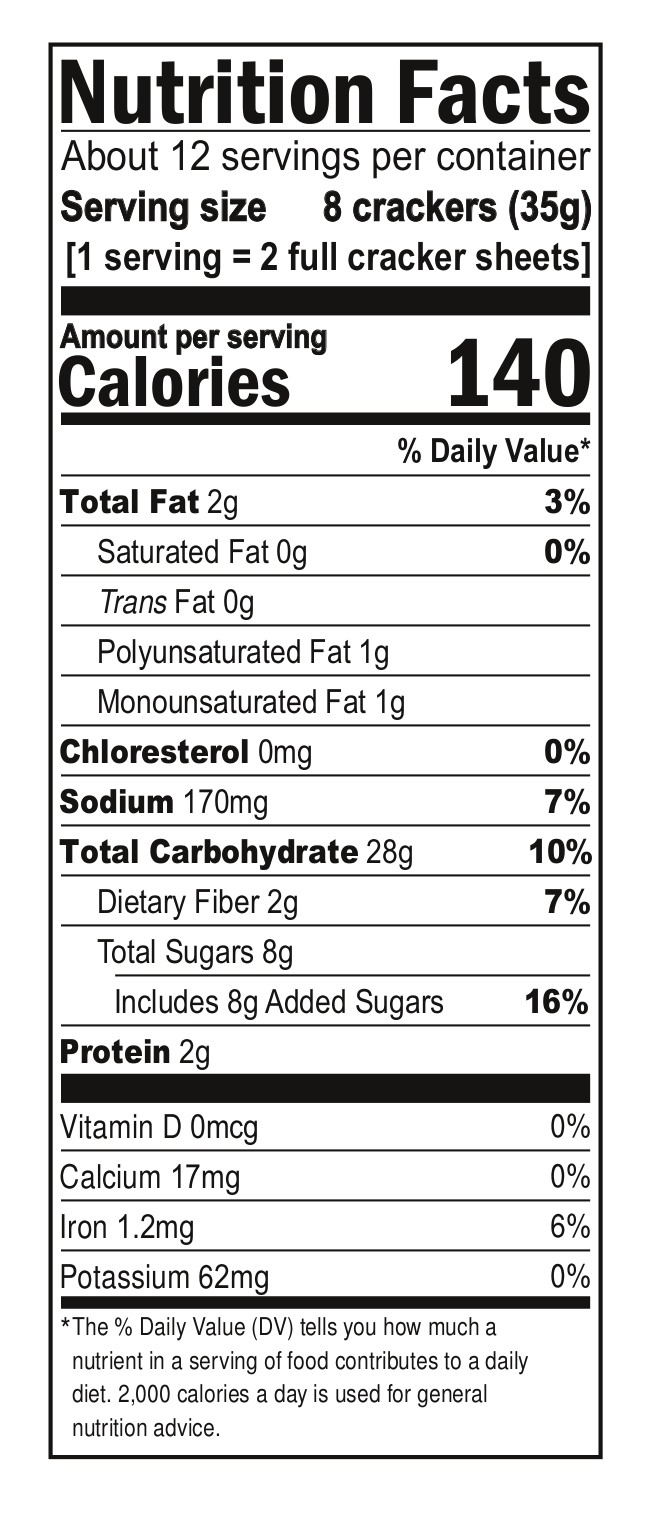 Nutrition Facts
About 12 servings per container
Serving size 8 crackers (35g)
[1 serving = 2 full cracker sheets]
Amount per serving
Calories 140
% Daily Value*
Total Fat 2g 3%
Saturated Fat 0g 0%
Trans Fat 0g
Polyunsaturated Fat 1g
Monounsaturated Fat 1g
Chloresterol 0mg 0%
Sodium 170mg 7%
Total Carbohydrate 28g 10%
Dietary Fiber 2g 7%
Total Sugars 8g
Includes 8g Added Sugars 16%
Protein 2g
Vitamin D 0mcg 0%
Calcium 17mg 0%
Iron 1.2mg 6%
Potassium 62mg 0%
*The % Daily Value (DV) tells you how much a
nutrient in a serving of food contributes to a daily
diet. 2,000 calories a day is used for general
nutrition advice.